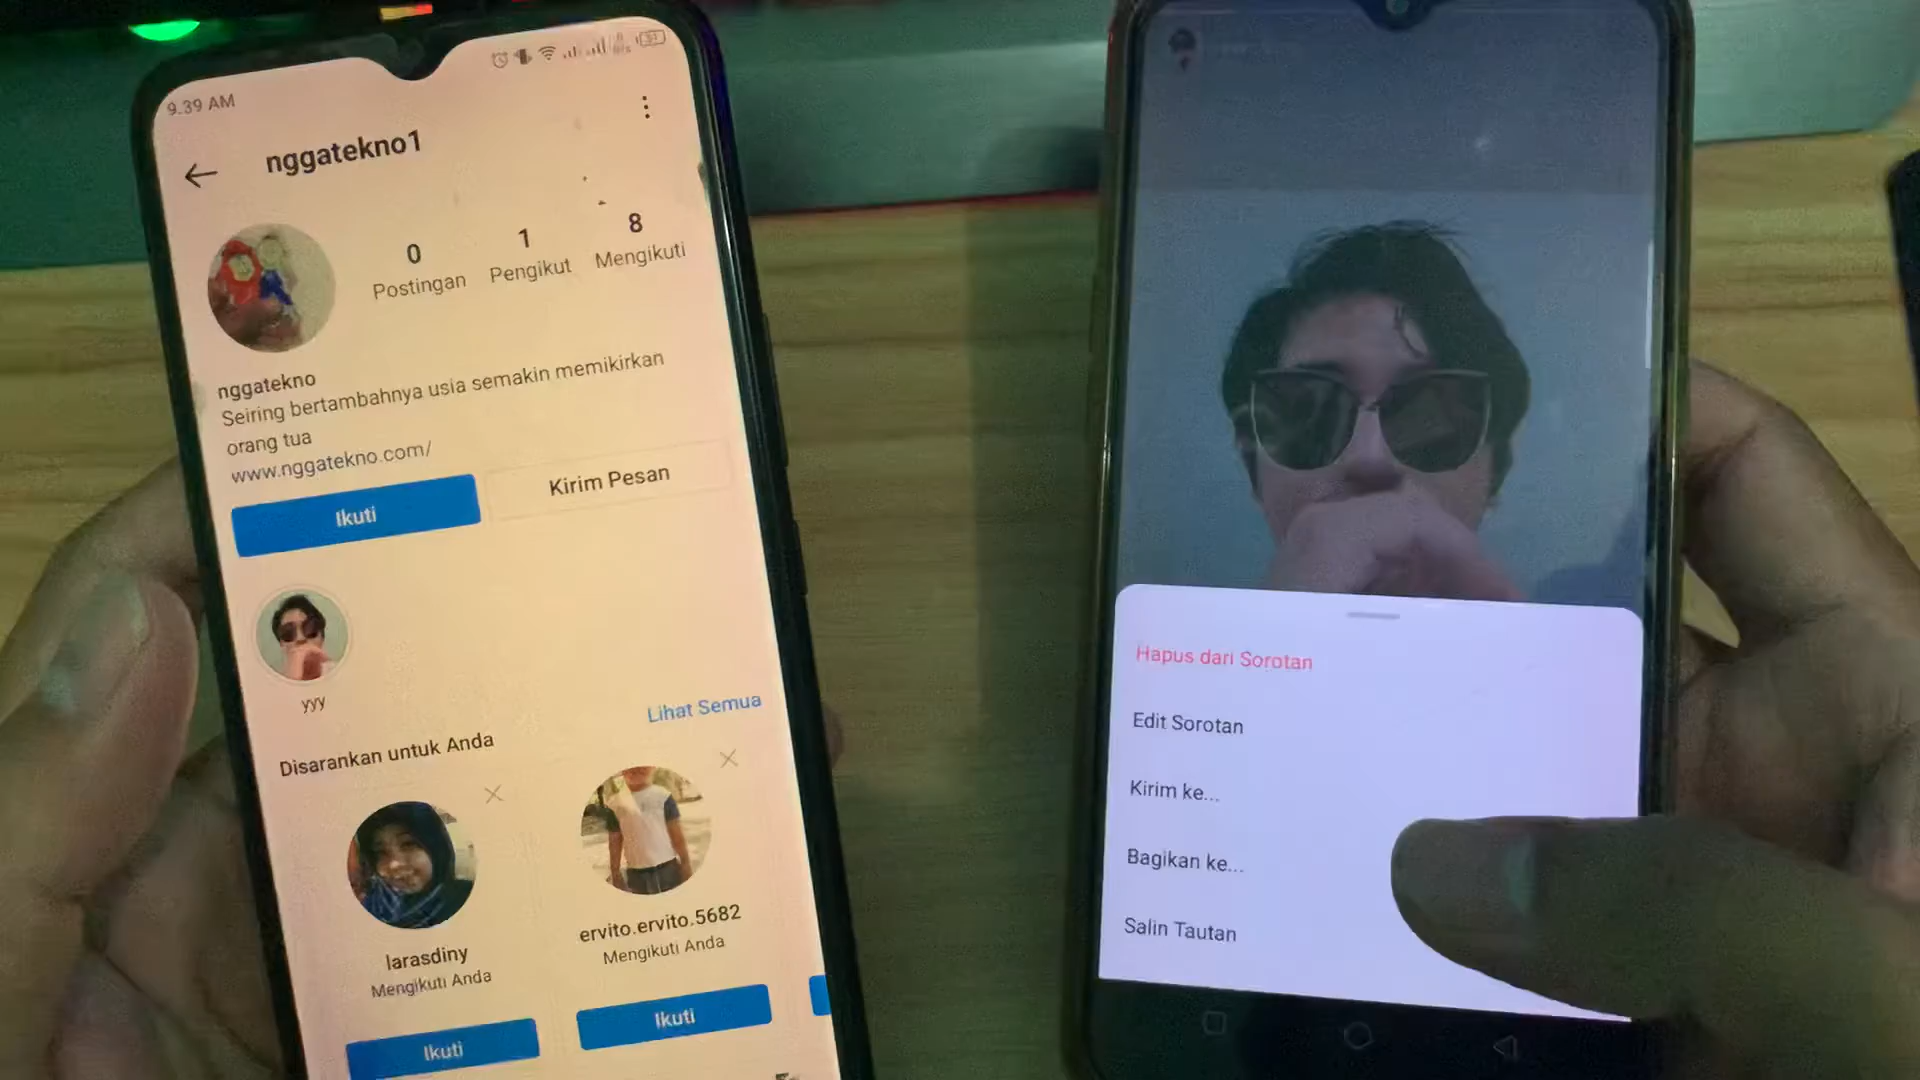 9.39 AM
nggatekno1
0
Postingan
1
Pengikut
8
Mengikuti
nggatekno
Seiring bertambahnya usia semakin memikirkan
orang tua
www.nggatekno.com/
Ikuti
Kirim Pesan
yyy
Disarankan untuk Anda
Lihat Semua
larasdiny
Mengikuti Anda
Ikuti
ervito.ervito.5682
Mengikuti Anda
Ikuti
Hapus dari Sorotan
Edit Sorotan
Kirim ke...
Bagikan ke...
Salin Tautan